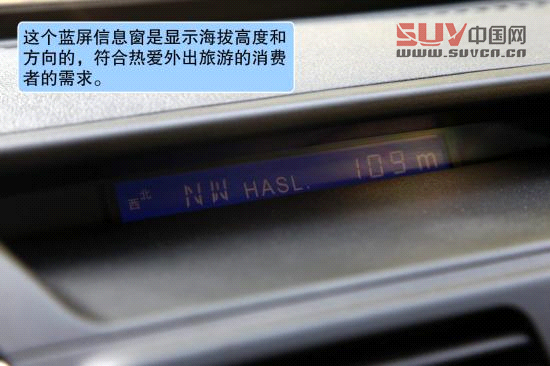 这个蓝屏信息窗是显示海拔高度和
方向的，符合热爱外出旅游的消费
者的需求。
SUV中国网
www.suvcn.com
西北 NW HASL. 109 m